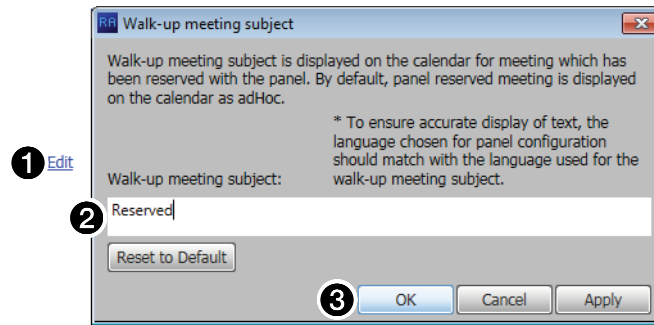 RA Walk-up meeting subject
Walk-up meeting subject is displayed on the calendar for meeting which has
been reserved with the panel. By default, panel reserved meeting is displayed
on the calendar as adHoc.
* To ensure accurate display of text, the
language chosen for panel configuration
should match with the language used for the
walk-up meeting subject.
1 Edit
Walk-up meeting subject:
2 Reserved
Reset to Default
3 OK Cancel Apply